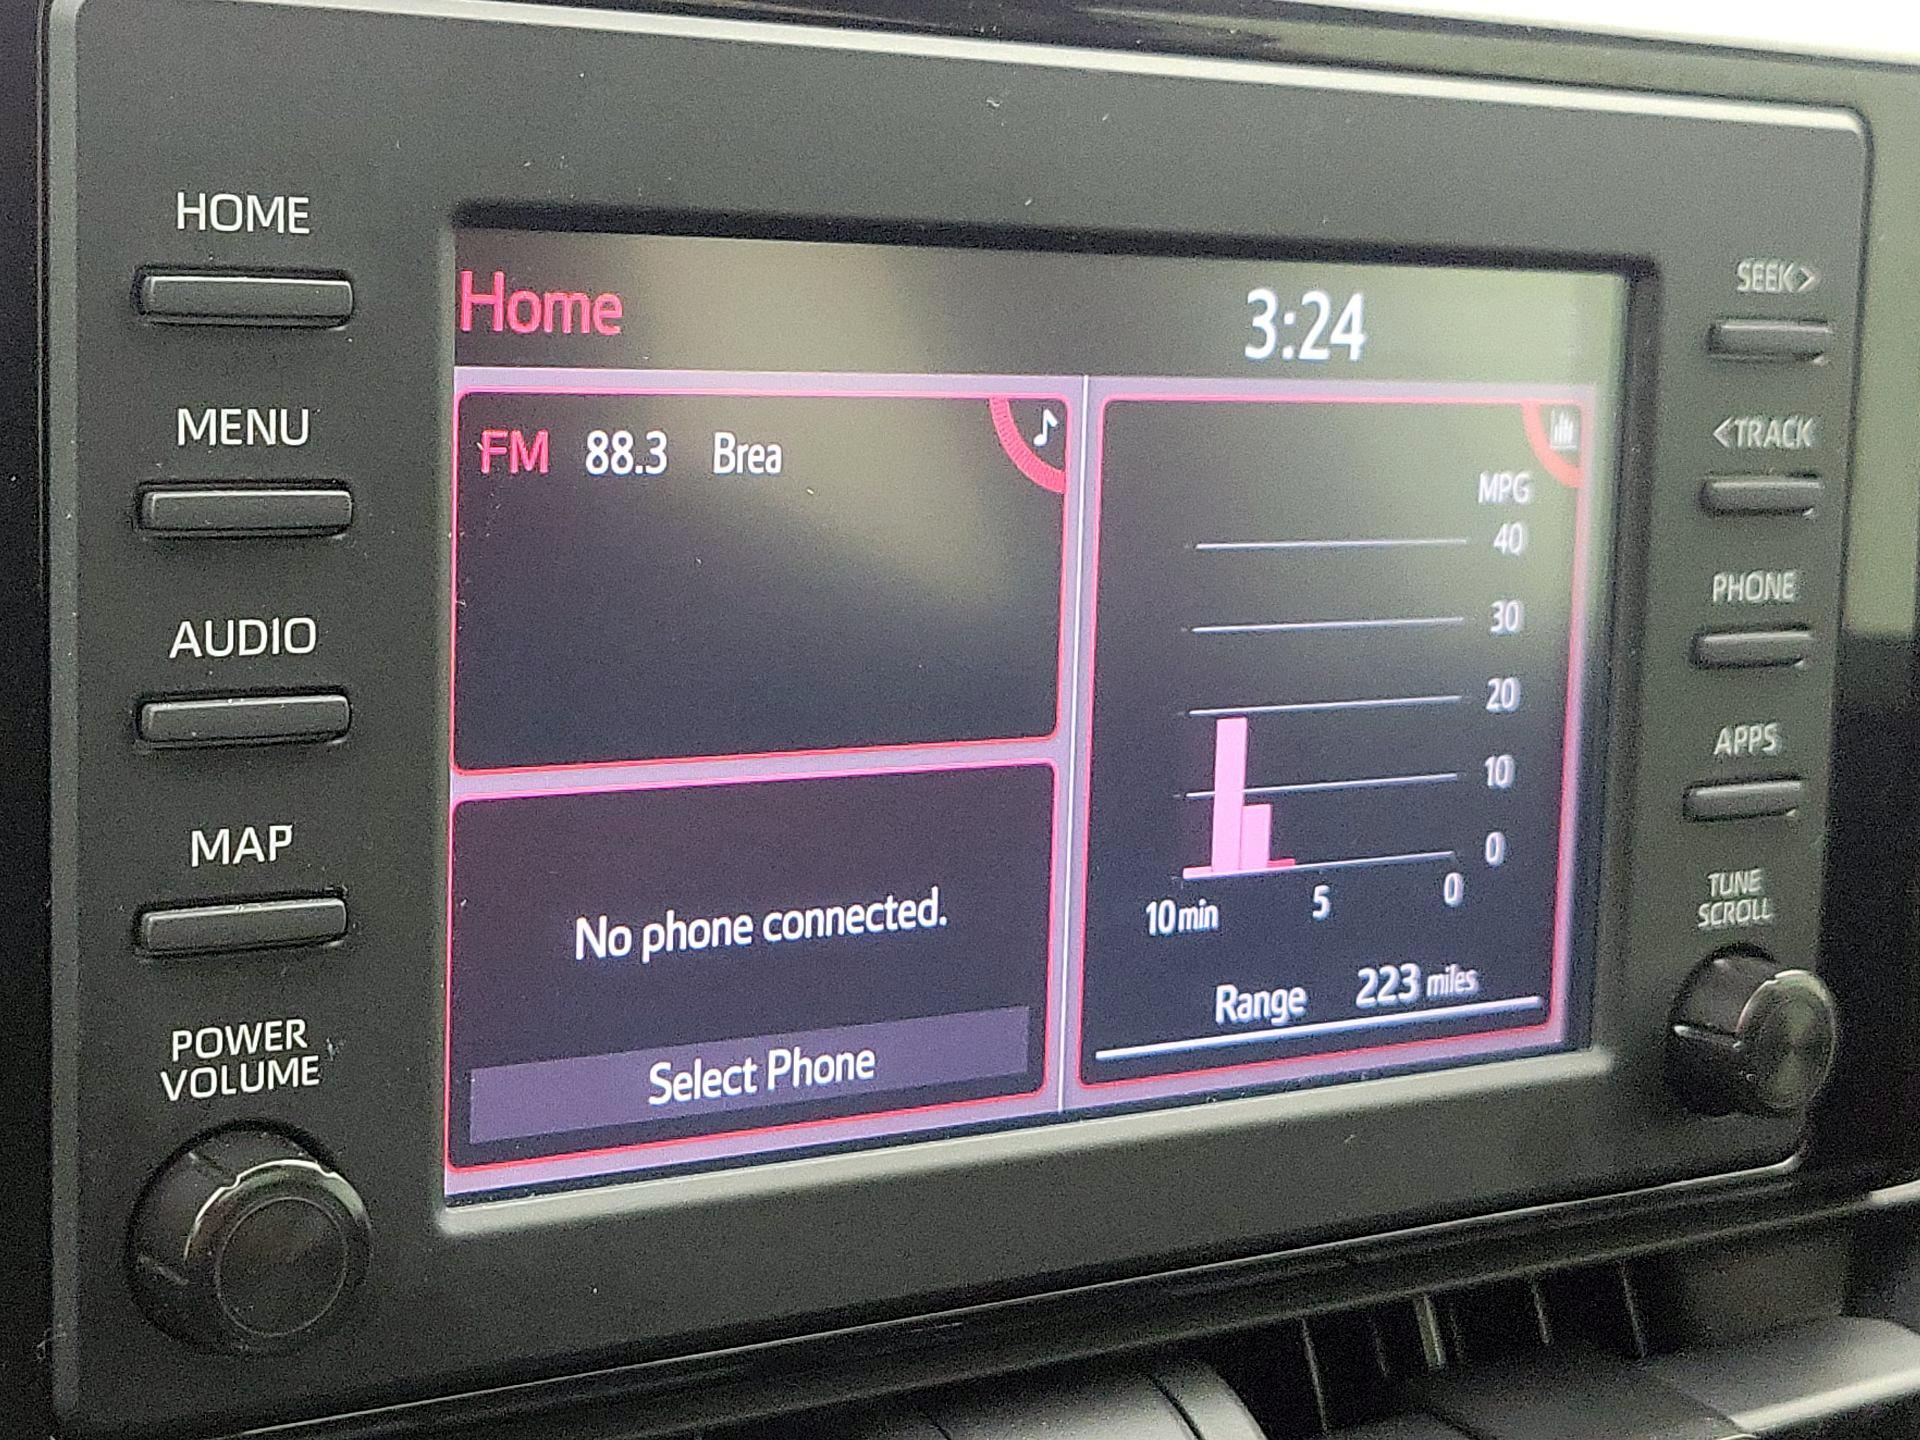 HOME
MENU
AUDIO
MAP
POWER
VOLUME
Home
3:24
FM 88.3 Brea
No phone connected.
Select Phone
MPG
40
30
20
10
0
10 min 5 0
Range 223 miles
SEEK >
< TRACK
PHONE
APPS
TUNE
SCROLL